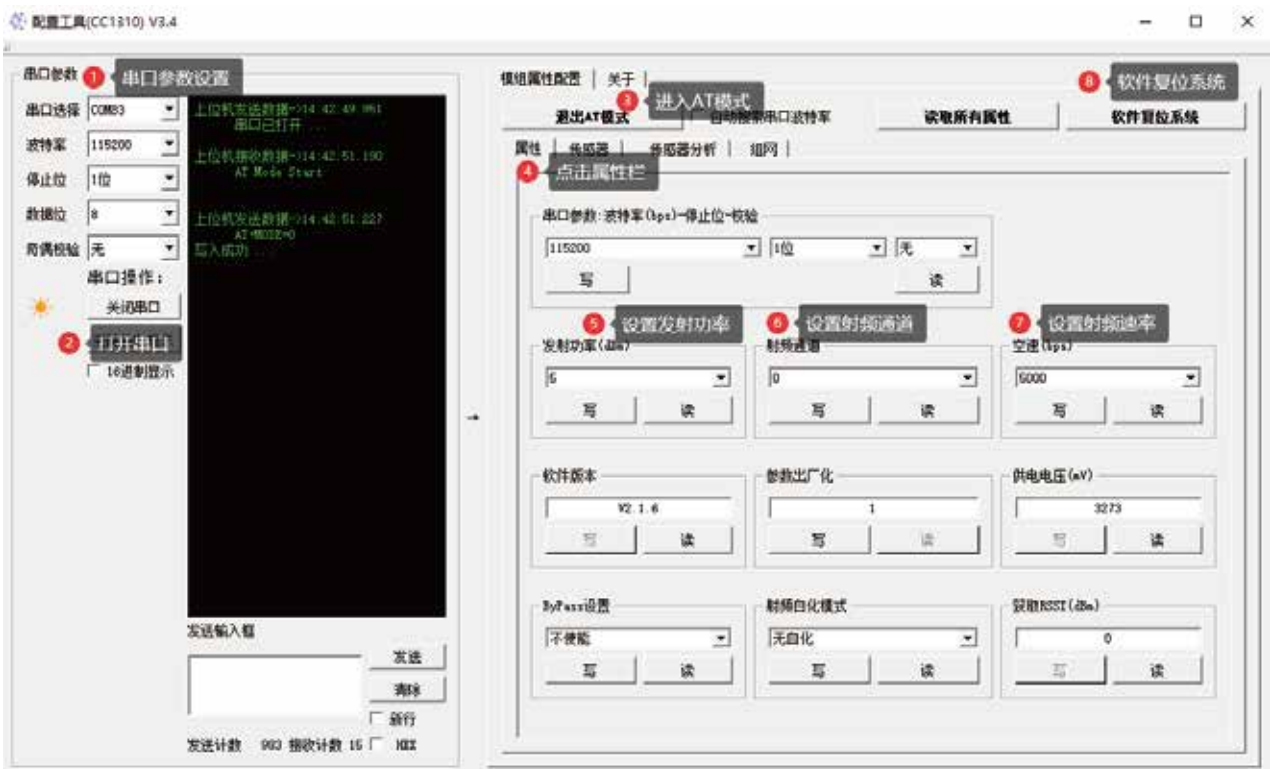 配置工具(CC1310) V3.4
串口参数
1 串口参数设置
串口选择 COM83
波特率 115200
停止位 1位
数据位 8
奇偶校验 无
串口操作：
关闭串口
2 打开串口
16进制显示
上位机发送数据->14:42:49.861
串口已打开...
上位机接收数据->14:42:51.190
AT Mode Start
上位机发送数据->14:42:51.227
AT+MODE=0
写入成功...
发送输入框
发送
清除
新行
发送计数 983 接收计数 15 HEX
模组属性配置 关于
3 进入AT模式
8 软件复位系统
退出AT模式 自动搜索串口波特率 读取所有属性 软件复位系统
属性 传感器 传感器分析 组网
4 点击属性栏
串口参数:波特率(bps)-停止位-校验
115200 1位 无
写 读
5 设置发射功率 6 设置射频通道 7 设置射频速率
发射功率(dBm) 射频通道 空速(bps)
5 0 5000
写 读 写 读 写 读
软件版本 参数出厂化 供电电压(mV)
V2.1.6 1 3273
写 读 写 读 写 读
ByPass设置 射频白化模式 获取RSSI(dBm)
不使能 无白化 0
写 读 写 读 写 读